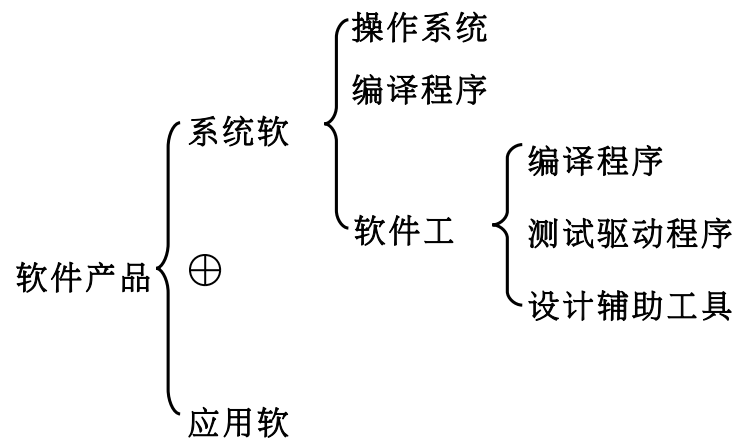 操作系统
编译程序
系统软
编译程序
软件工
测试驱动程序
软件产品
⊕
设计辅助工具
应用软